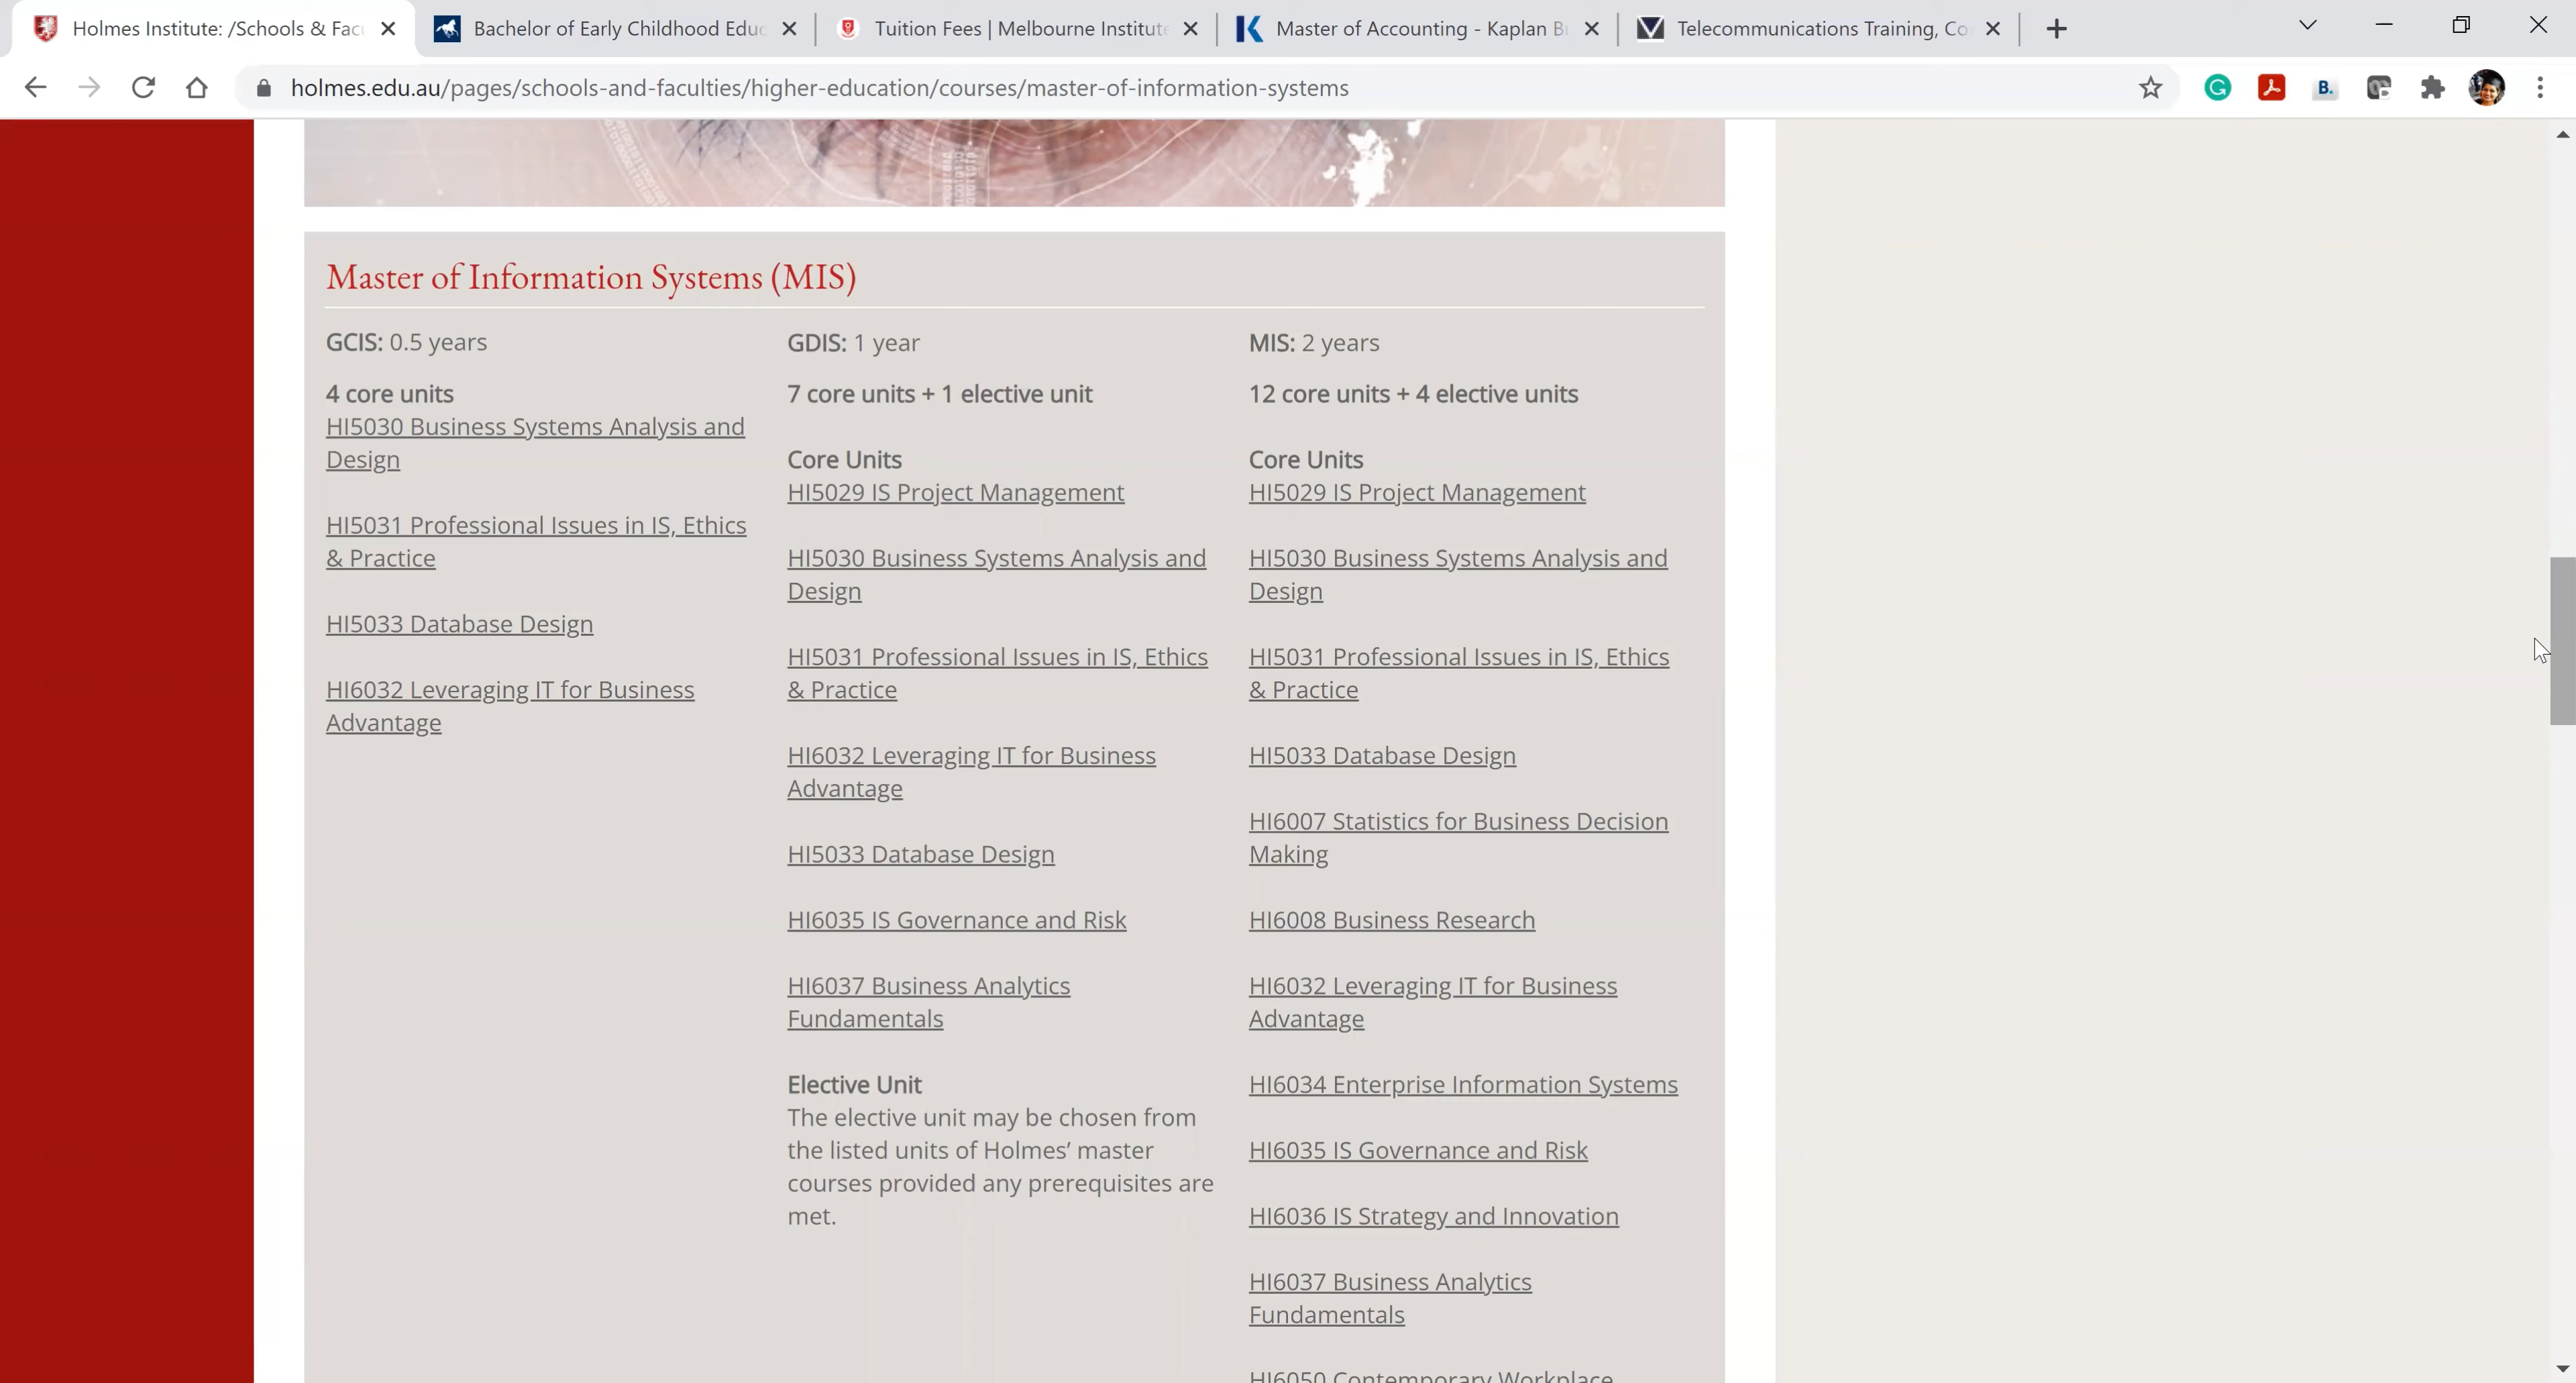 Holmes Institute: /Schools & Fac
Bachelor of Early Childhood Educ
Tuition Fees | Melbourne Institute
Master of Accounting - Kaplan B
Telecommunications Training, Co
holmes.edu.au/pages/schools-and-faculties/higher-education/courses/master-of-information-systems
Master of Information Systems (MIS)
GCIS: 0.5 years
4 core units
HI5030 Business Systems Analysis and
Design
HI5031 Professional Issues in IS, Ethics
& Practice
HI5033 Database Design
HI6032 Leveraging IT for Business
Advantage
GDIS: 1 year
7 core units + 1 elective unit
Core Units
HI5029 IS Project Management
HI5030 Business Systems Analysis and
Design
HI5031 Professional Issues in IS, Ethics
& Practice
HI6032 Leveraging IT for Business
Advantage
HI5033 Database Design
HI6035 IS Governance and Risk
HI6037 Business Analytics
Fundamentals
Elective Unit
The elective unit may be chosen from
the listed units of Holmes’ master
courses provided any prerequisites are
met.
MIS: 2 years
12 core units + 4 elective units
Core Units
HI5029 IS Project Management
HI5030 Business Systems Analysis and
Design
HI5031 Professional Issues in IS, Ethics
& Practice
HI5033 Database Design
HI6007 Statistics for Business Decision
Making
HI6008 Business Research
HI6032 Leveraging IT for Business
Advantage
HI6034 Enterprise Information Systems
HI6035 IS Governance and Risk
HI6036 IS Strategy and Innovation
HI6037 Business Analytics
Fundamentals
HI6050 Contemporary Workplace